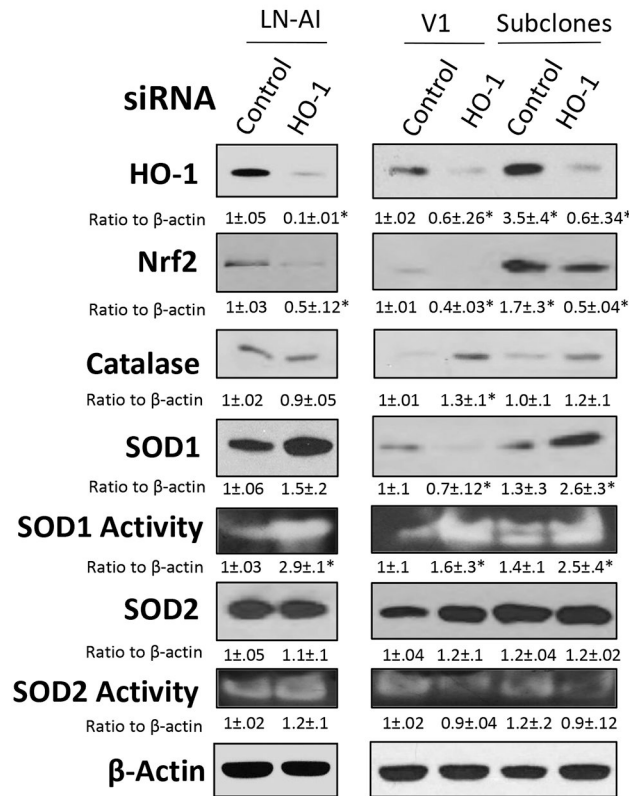 LN-AI V1 Subclones
siRNA Control HO-1 Control HO-1 Control HO-1
HO-1
Ratio to β-actin 1±.05 0.1±.01* 1±.02 0.6±.26* 3.5±.4* 0.6±.34*
Nrf2
Ratio to β-actin 1±.03 0.5±.12* 1±.01 0.4±.03* 1.7±.3* 0.5±.04*
Catalase
Ratio to β-actin 1±.02 0.9±.05 1±.01 1.3±.1* 1.0±.1 1.2±.1
SOD1
Ratio to β-actin 1±.06 1.5±.2 1±.1 0.7±.12* 1.3±.3 2.6±.3*
SOD1 Activity
Ratio to β-actin 1±.03 2.9±.1* 1±.1 1.6±.3* 1.4±.1 2.5±.4*
SOD2
Ratio to β-actin 1±.05 1.1±.1 1±.04 1.2±.1 1.2±.04 1.2±.02
SOD2 Activity
Ratio to β-actin 1±.02 1.2±.1 1±.02 0.9±.04 1.2±.2 0.9±.12
β-Actin